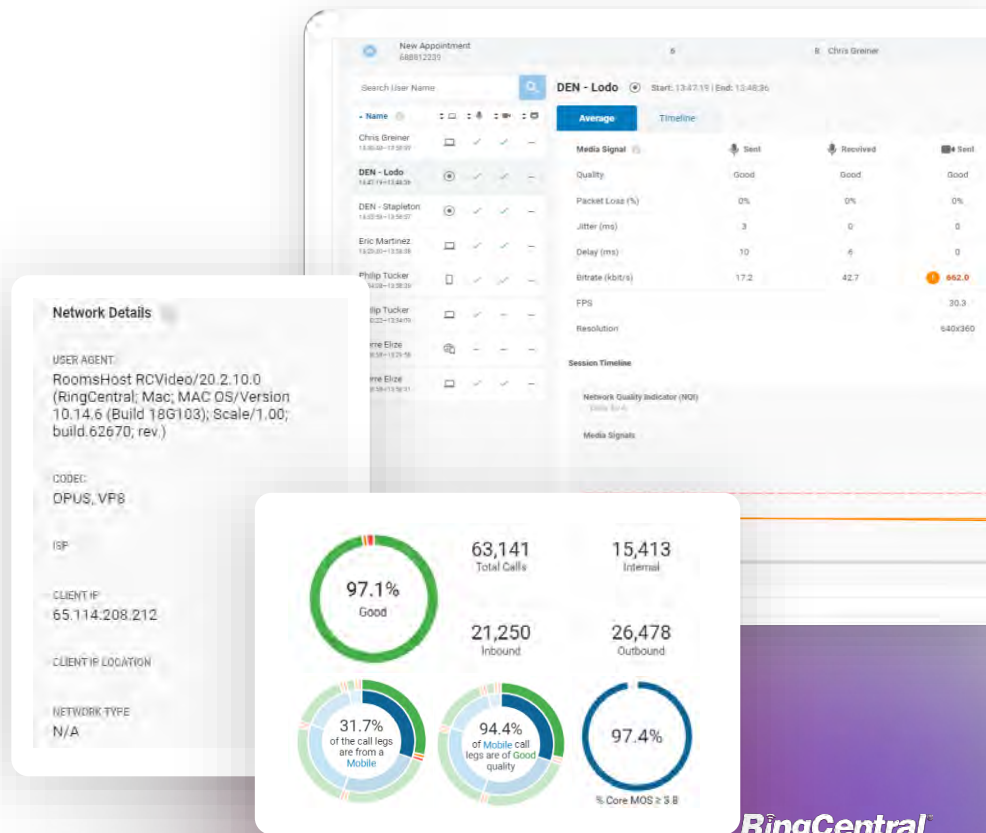 New Appointment
688812239
6
8
Chris Greiner
Search User Name
DEN - Lodo
Start: 13:47:19 | End: 13:48:36
Name
Average
Timeline
Chris Greiner
Media Signal
Sent
Received
Sent
DEN - Lodo
13:47:19—13:48:36
Quality
Good
Good
Good
DEN - Stapleton
Packet Loss (%)
0%
0%
0%
Jitter (ms)
3
0
0
Eric Martinez
Delay (ms)
10
6
0
Philip Tucker
Bitrate (kbit/s)
17.2
42.7
662.0
FPS
30.3
Resolution
640x360
Session Timeline
Network Quality Indicator (NQI)
Media Signals
Network Details
USER AGENT
RoomsHost RCVideo/20.2.10.0
(RingCentral; Mac; MAC OS/Version
10.14.6 (Build 18G103); Scale/1.00;
build.62670; rev.)
CODEC
OPUS, VP8
ISP
CLIENT IP
65.114.208.212
CLIENT IP LOCATION
NETWORK TYPE
N/A
97.1%
Good
63,141
Total Calls
15,413
Internal
21,250
Inbound
26,478
Outbound
31.7%
of the call legs
are from a
Mobile
94.4%
of Mobile call
legs are of Good
quality
97.4%
% Core MOS ≥ 3.8
RingCentral